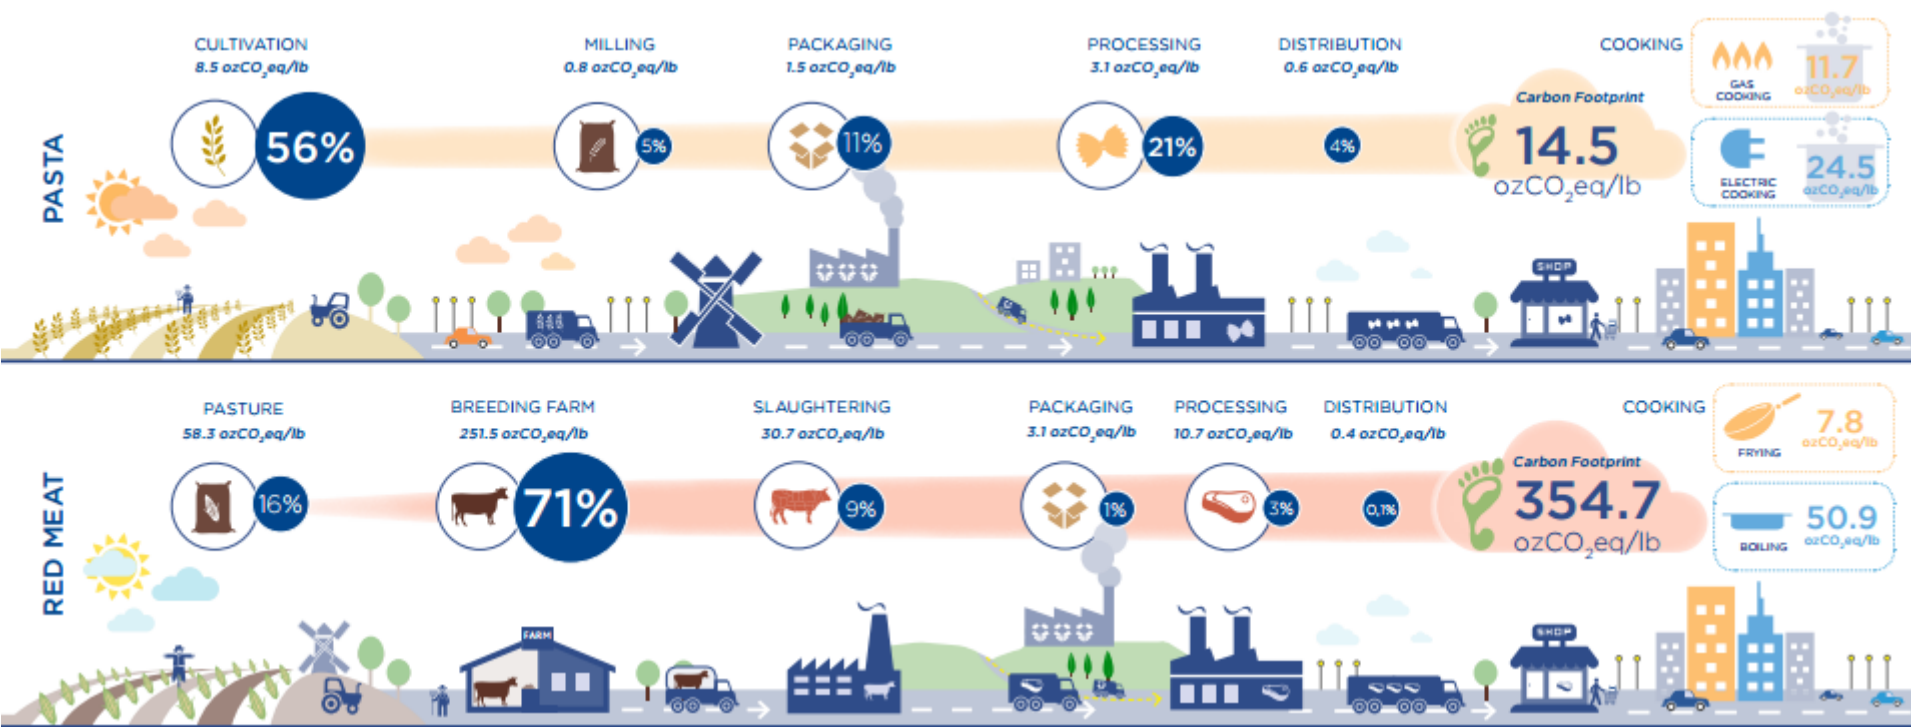 PASTA
CULTIVATION
8.5 ozCO₂eq/lb
56%
MILLING
0.8 ozCO₂eq/lb
5%
PACKAGING
1.5 ozCO₂eq/lb
11%
PROCESSING
3.1 ozCO₂eq/lb
21%
DISTRIBUTION
0.6 ozCO₂eq/lb
4%
Carbon Footprint
14.5
ozCO₂eq/lb
COOKING
GAS
COOKING
11.7
ozCO₂eq/lb
ELECTRIC
COOKING
24.5
ozCO₂eq/lb
SHOP
RED MEAT
PASTURE
58.3 ozCO₂eq/lb
16%
BREEDING FARM
251.5 ozCO₂eq/lb
71%
SLAUGHTERING
30.7 ozCO₂eq/lb
9%
PACKAGING
3.1 ozCO₂eq/lb
1%
PROCESSING
10.7 ozCO₂eq/lb
3%
DISTRIBUTION
0.4 ozCO₂eq/lb
0,1%
Carbon Footprint
354.7
ozCO₂eq/lb
COOKING
FRYING
7.8
ozCO₂eq/lb
BOILING
50.9
ozCO₂eq/lb
FARM
SHOP